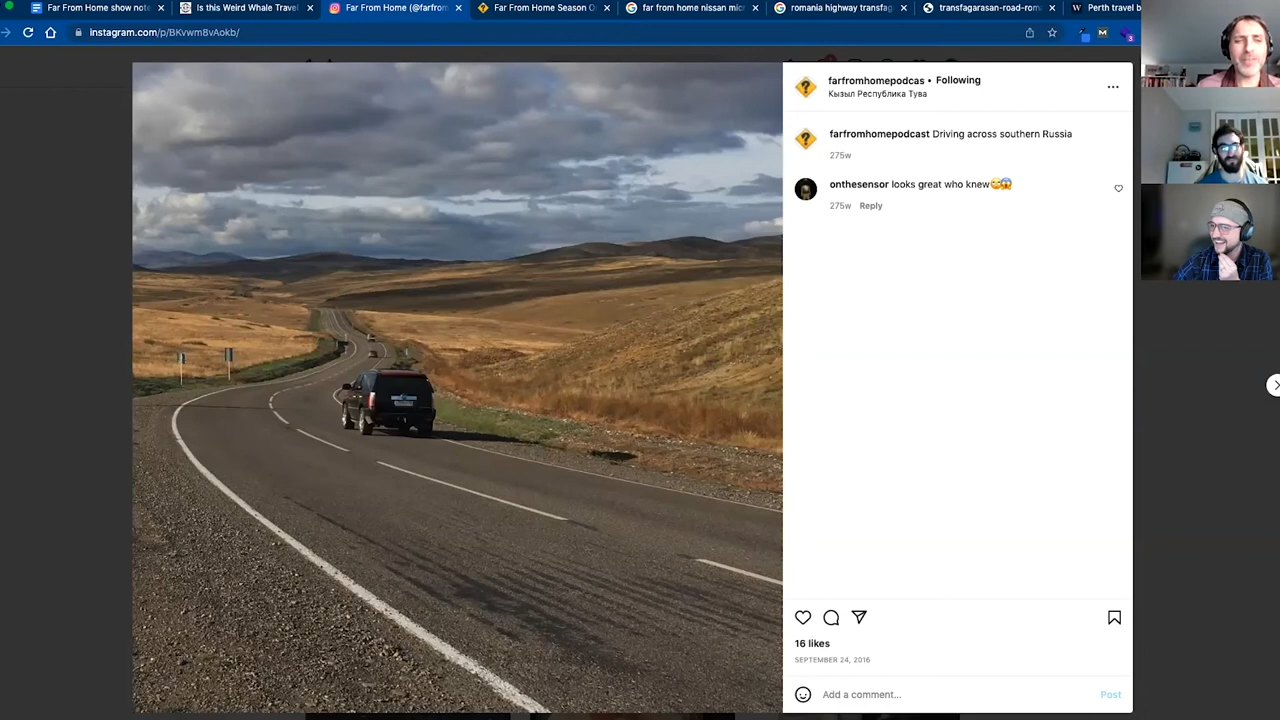 Far From Home show note
Is this Weird Whale Travel
Far From Home (@farfrom
Far From Home Season O
far from home nissan mic
romania highway transfag
transfagarasan-road-rom
Perth travel b
instagram.com/p/BKvwmBvAokb/
farfromhomepodcas • Following
Кызыл Республика Тува
farfromhomepodcast Driving across southern Russia
275w
onthesensor looks great who knew😅😱
275w Reply
16 likes
SEPTEMBER 24, 2016
Add a comment... Post